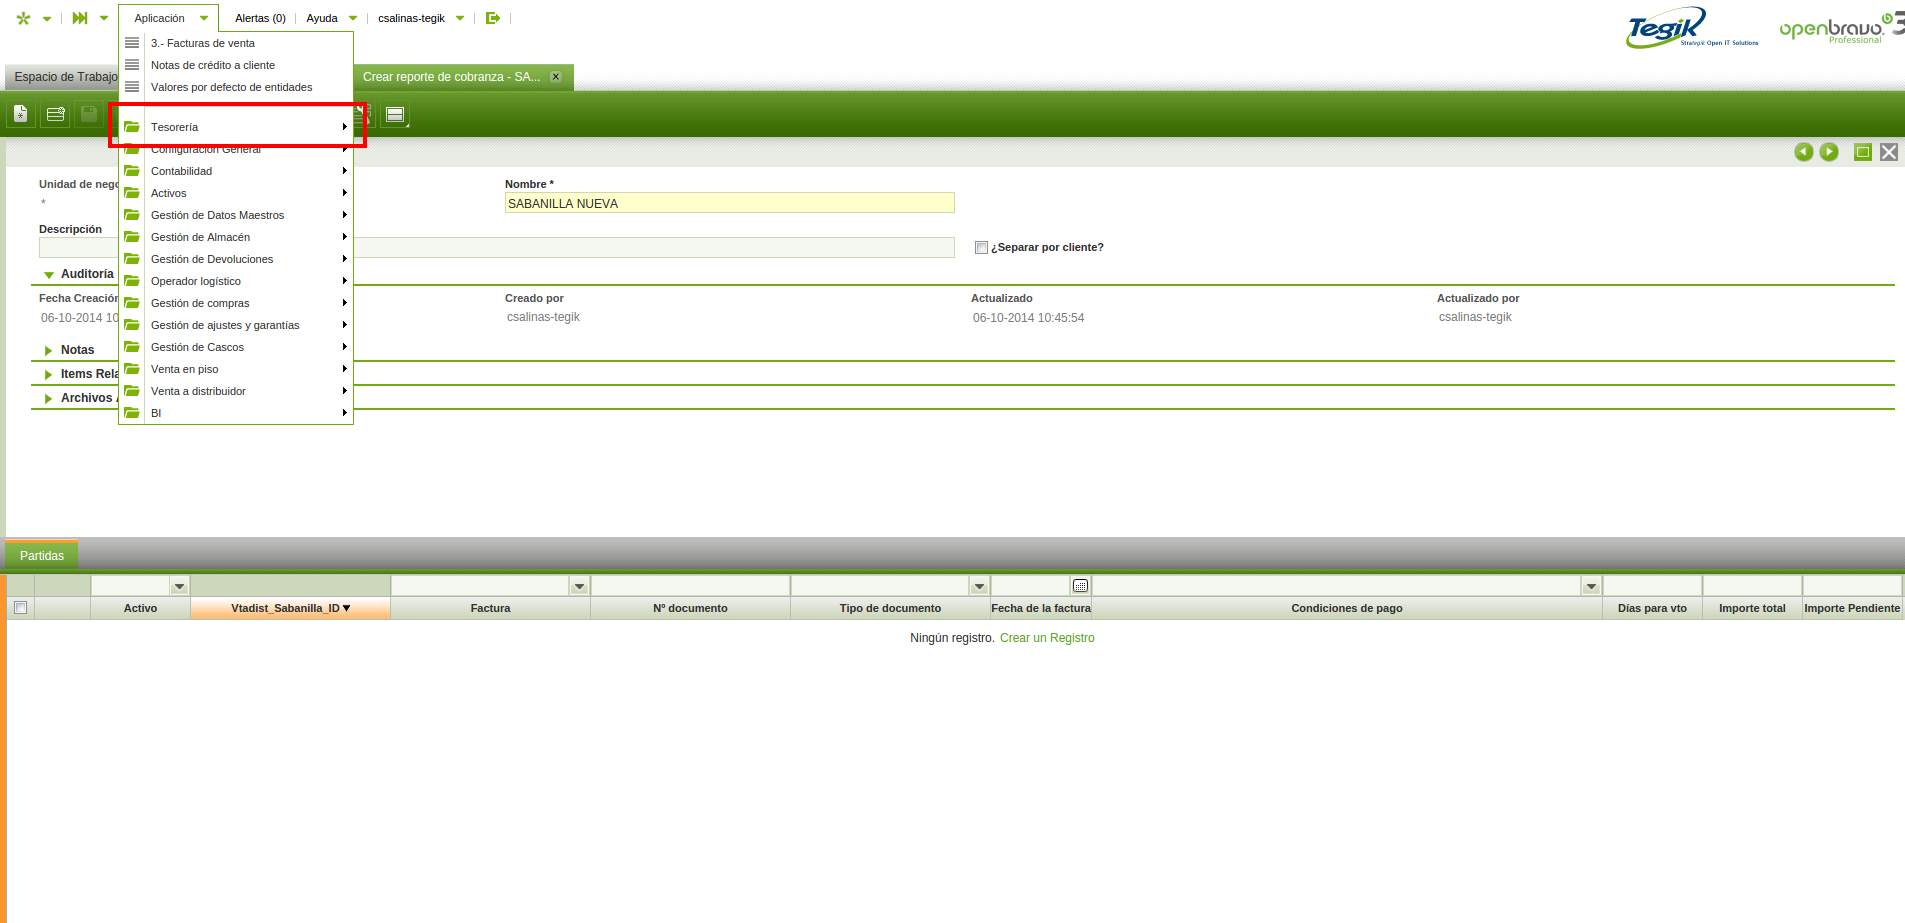 Aplicación
Alertas (0)
Ayuda
csalinas-tegik
Tegik
Strategik Open IT Solutions
openbravo 3
Professional
3.- Facturas de venta
Notas de crédito a cliente
Valores por defecto de entidades
Tesorería
Configuración General
Contabilidad
Activos
Gestión de Datos Maestros
Gestión de Almacén
Gestión de Devoluciones
Operador logístico
Gestión de compras
Gestión de ajustes y garantías
Gestión de Cascos
Venta en piso
Venta a distribuidor
BI
Espacio de Trabajo
Crear reporte de cobranza - SA...
Unidad de nego
*
Nombre *
SABANILLA NUEVA
Descripción
¿Separar por cliente?
Auditoría
Fecha Creación
Creado por
Actualizado
Actualizado por
06-10-2014 10
csalinas-tegik
06-10-2014 10:45:54
csalinas-tegik
Notas
Items Rela
Archivos
Partidas
Activo
Vtadist_Sabanilla_ID
Factura
Nº documento
Tipo de documento
Fecha de la factura
Condiciones de pago
Días para vto
Importe total
Importe Pendiente
Ningún registro. Crear un Registro